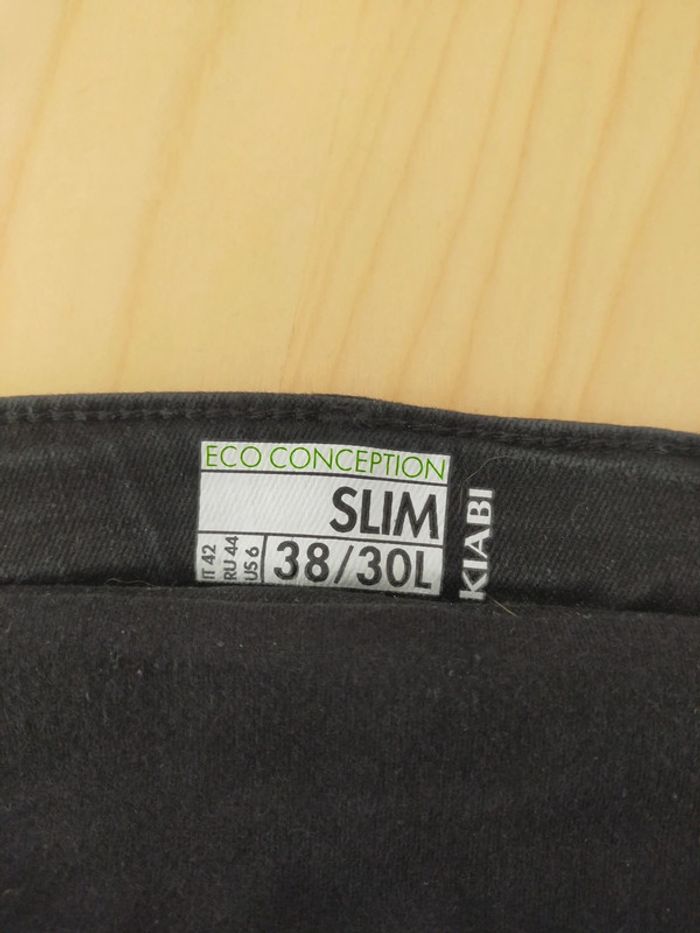 ECO CONCEPTION
SLIM
IT 42
RU 44
US 6
38/30L
KIABI